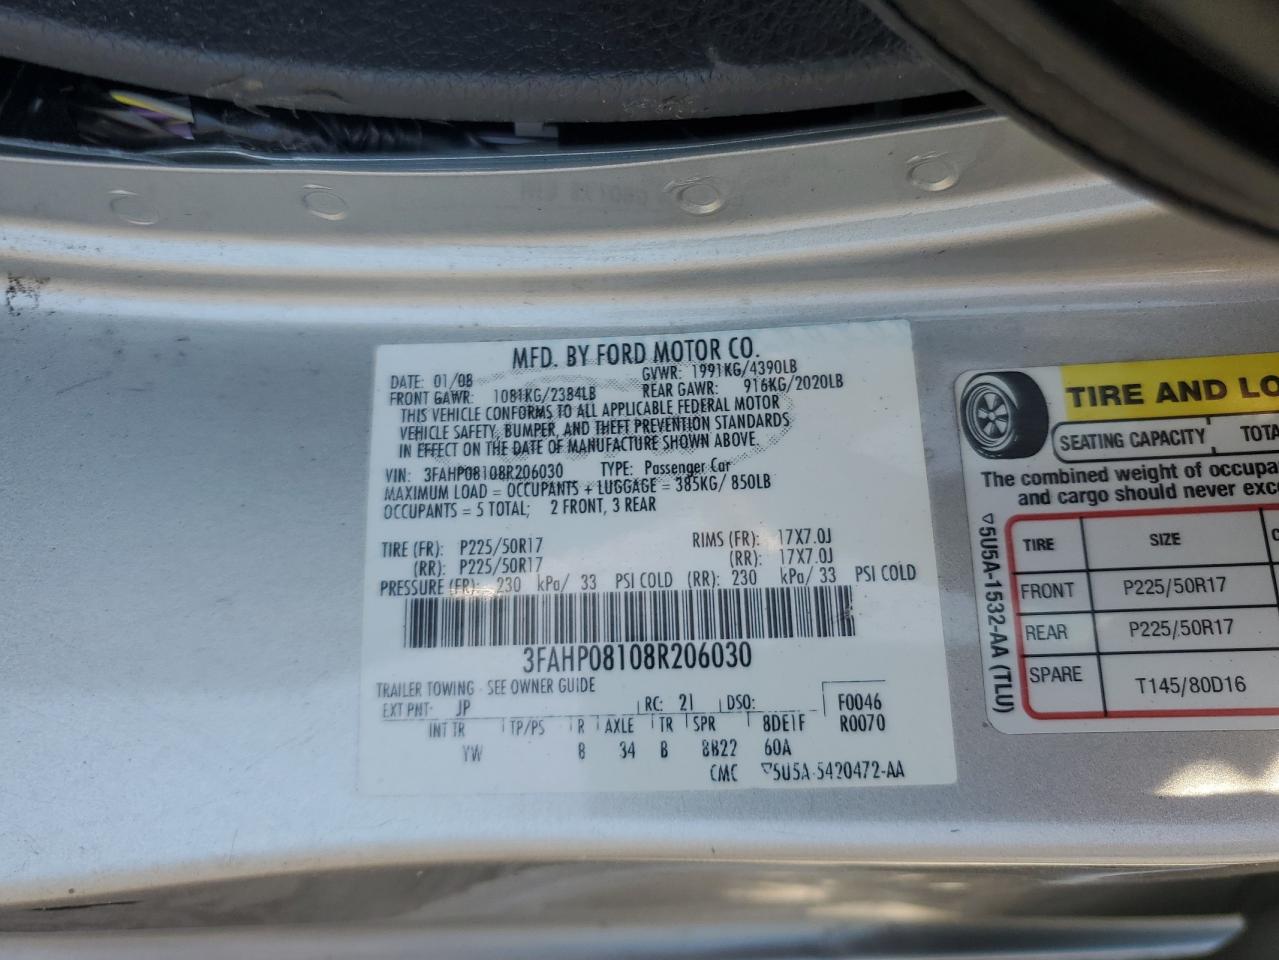 MFD. BY FORD MOTOR CO.
DATE: 01/08 GVWR: 1991KG/4390LB
FRONT GAWR: 1081KG/2384LB REAR GAWR: 916KG/2020LB
THIS VEHICLE CONFORMS TO ALL APPLICABLE FEDERAL MOTOR
VEHICLE SAFETY, BUMPER, AND THEFT PREVENTION STANDARDS
IN EFFECT ON THE DATE OF MANUFACTURE SHOWN ABOVE.
VIN: 3FAHP08108R206030 TYPE: Passenger Car
MAXIMUM LOAD = OCCUPANTS + LUGGAGE = 385KG/ 850LB
OCCUPANTS = 5 TOTAL; 2 FRONT, 3 REAR
TIRE (FR): P225/50R17 RIMS (FR): 17X7.0J
(RR): P225/50R17 (RR): 17X7.0J
PRESSURE (FR): 230 kPa/ 33 PSI COLD (RR): 230 kPa/ 33 PSI COLD
3FAHP08108R206030
TRAILER TOWING - SEE OWNER GUIDE
EXT PNT: JP RC: 21 DSO: F0046
INT TR TP/PS R AXLE TR SPR 8DE1F R0070
YW 8 34 B 8B22 60A
CMC ▽5U5A-5420472-AA
TIRE AND LO
SEATING CAPACITY TOTA
The combined weight of occupa
and cargo should never exce
▽5U5A-1532-AA (TLU)
TIRE SIZE C
FRONT P225/50R17
REAR P225/50R17
SPARE T145/80D16